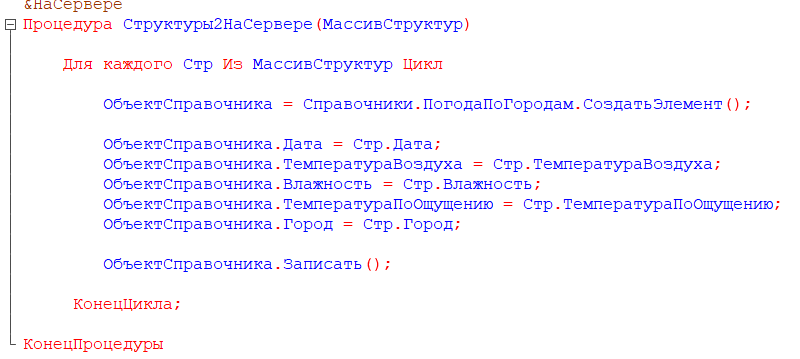 &НаСервере
Процедура Структуры2НаСервере(МассивСтруктур)
Для каждого Стр Из МассивСтруктур Цикл
ОбъектСправочника = Справочники.ПогодаПоГородам.СоздатьЭлемент();
ОбъектСправочника.Дата = Стр.Дата;
ОбъектСправочника.ТемператураВоздуха = Стр.ТемператураВоздуха;
ОбъектСправочника.Влажность = Стр.Влажность;
ОбъектСправочника.ТемператураПоОщущению = Стр.ТемператураПоОщущению;
ОбъектСправочника.Город = Стр.Город;
ОбъектСправочника.Записать();
КонецЦикла;
КонецПроцедуры